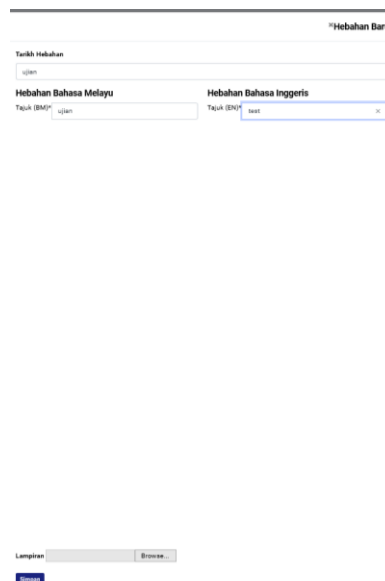 ×Hebahan Bar
Tarikh Hebahan
ujian
Hebahan Bahasa Melayu
Hebahan Bahasa Inggeris
Tajuk (BM)* ujian
Tajuk (EN)* test ×
Lampiran Browse...
Simpan